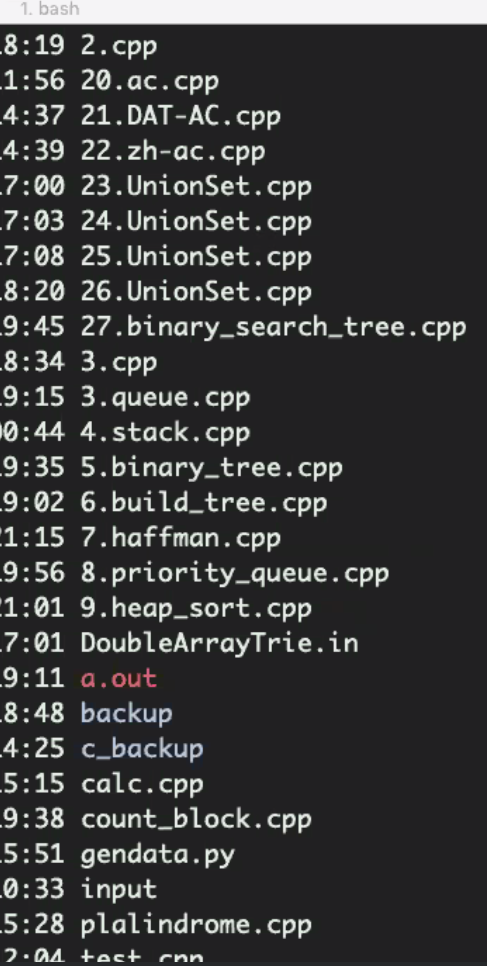 1. bash
8:19 2.cpp
1:56 20.ac.cpp
4:37 21.DAT-AC.cpp
4:39 22.zh-ac.cpp
7:00 23.UnionSet.cpp
7:03 24.UnionSet.cpp
7:08 25.UnionSet.cpp
8:20 26.UnionSet.cpp
9:45 27.binary_search_tree.cpp
8:34 3.cpp
9:15 3.queue.cpp
0:44 4.stack.cpp
9:35 5.binary_tree.cpp
9:02 6.build_tree.cpp
1:15 7.haffman.cpp
9:56 8.priority_queue.cpp
1:01 9.heap_sort.cpp
7:01 DoubleArrayTrie.in
9:11 a.out
8:48 backup
4:25 c_backup
5:15 calc.cpp
9:38 count_block.cpp
5:51 gendata.py
0:33 input
5:28 plalindrome.cpp
2:04 test.cpp